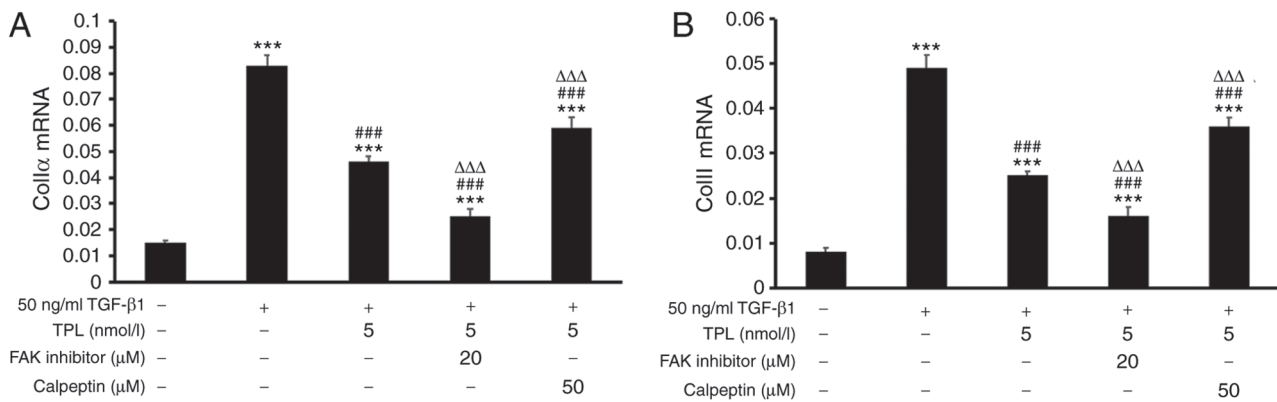 A
0.1
0.09
0.08
0.07
0.06
0.05
0.04
0.03
0.02
0.01
0
ColIα mRNA
***
###
***
ΔΔΔ
###
***
ΔΔΔ
###
***
50 ng/ml TGF-β1 – + + + +
TPL (nmol/l) – – 5 5 5
FAK inhibitor (μM) – – – 20 –
Calpeptin (μM) – – – – 50
B
0.06
0.05
0.04
0.03
0.02
0.01
0
ColII mRNA
***
###
***
ΔΔΔ
###
***
ΔΔΔ
###
***
50 ng/ml TGF-β1 – + + + +
TPL (nmol/l) – – 5 5 5
FAK inhibitor (μM) – – – 20 –
Calpeptin (μM) – – – – 50